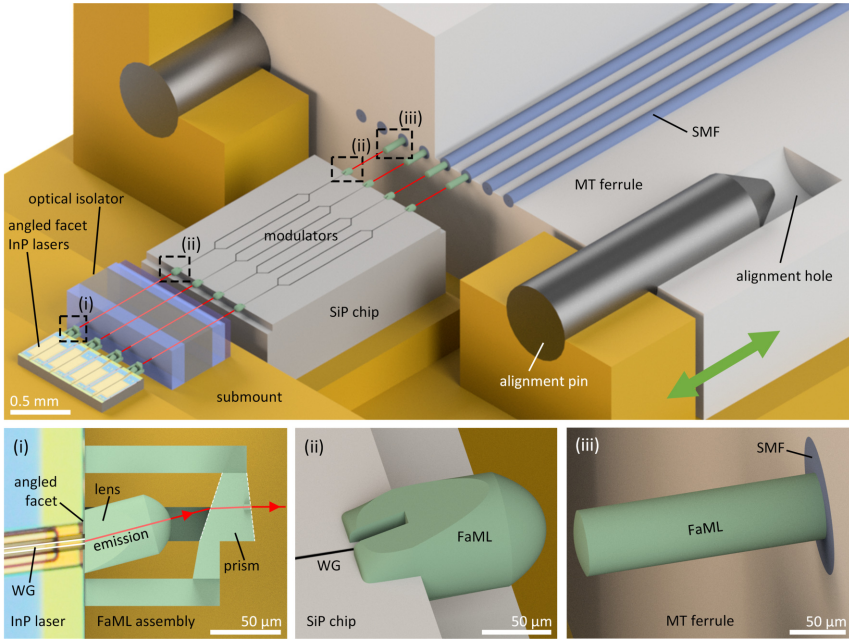 (iii)
(ii)
SMF
optical isolator
MT ferrule
angled facet
InP lasers
modulators
(ii)
alignment hole
(i)
SiP chip
alignment pin
submount
0.5 mm
(i)
angled
facet
lens
emission
WG
prism
InP laser
FaML assembly
50 µm
(ii)
FaML
WG
SiP chip
50 µm
(iii)
SMF
FaML
MT ferrule
50 µm